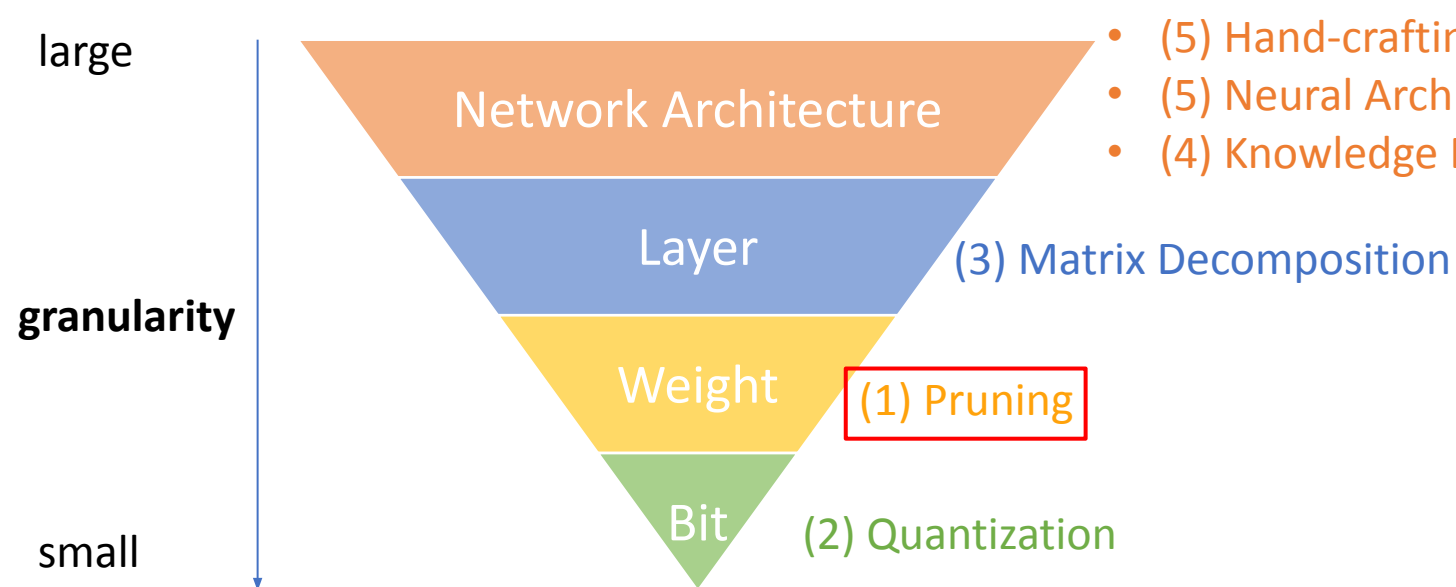 large
• (5) Hand-crafting
Network Architecture
• (5) Neural Arch
• (4) Knowledge
Layer
(3) Matrix Decomposition
granularity
Weight
(1) Pruning
Bit
(2) Quantization
small